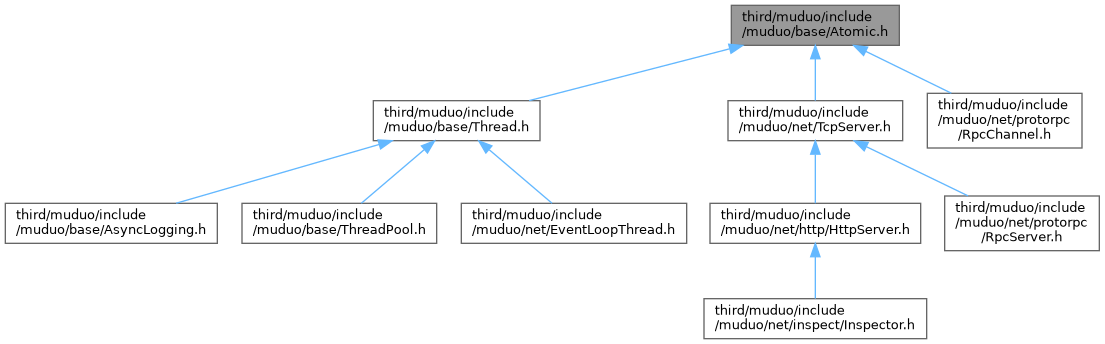 third/muduo/include
/muduo/base/Atomic.h
third/muduo/include
/muduo/base/Thread.h
third/muduo/include
/muduo/net/TcpServer.h
third/muduo/include
/muduo/net/protorpc
/RpcChannel.h
third/muduo/include
/muduo/base/AsyncLogging.h
third/muduo/include
/muduo/base/ThreadPool.h
third/muduo/include
/muduo/net/EventLoopThread.h
third/muduo/include
/muduo/net/http/HttpServer.h
third/muduo/include
/muduo/net/protorpc
/RpcServer.h
third/muduo/include
/muduo/net/inspect/Inspector.h